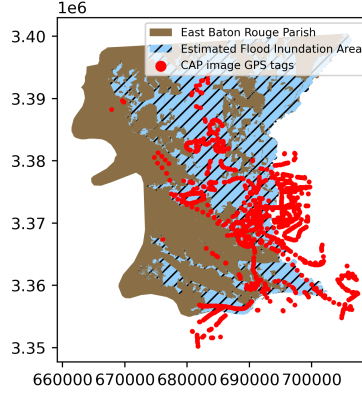 1e6
3.40
3.39
3.38
3.37
3.36
3.35
660000 670000 680000 690000 700000
East Baton Rouge Parish
Estimated Flood Inundation Area
CAP image GPS tags